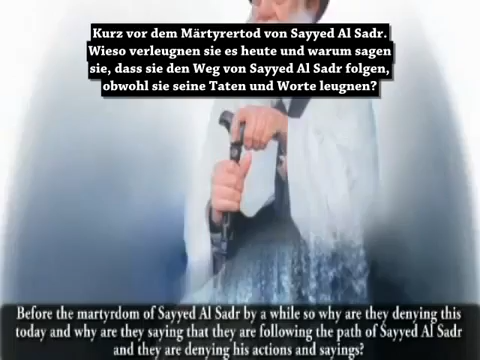 Kurz vor dem Märtyrertod von Sayyed Al Sadr.
Wieso verleugnen sie es heute und warum sagen
sie, dass sie den Weg von Sayyed Al Sadr folgen,
obwohl sie seine Taten und Worte leugnen?
Before the martyrdom of Sayyed Al Sadr by a while so why are they denying this
today and why are they saying that they are following the path of Sayyed Al Sadr
and they are denying his actions and sayings?